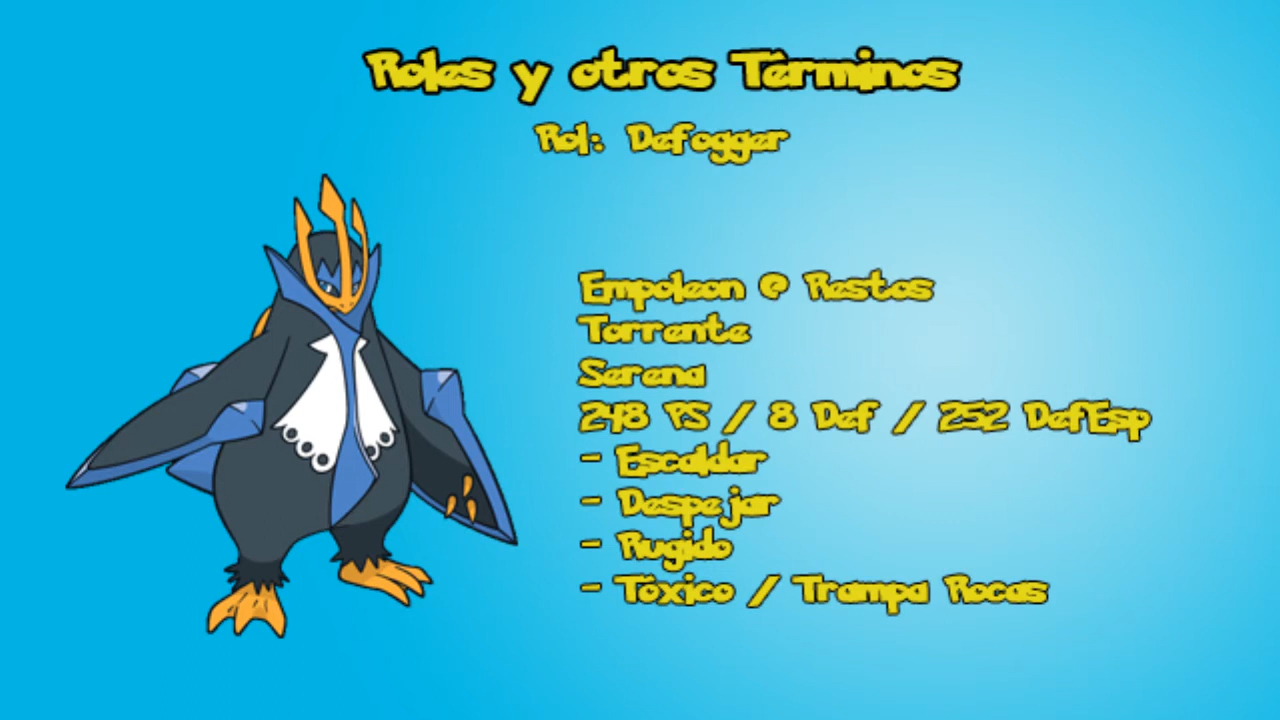 Roles y otros Términos
Rol: Defogger
Empoleon @ Restos
Torrente
Serena
248 PS / 8 Def / 252 DefEsp
- Escaldar
- Despejar
- Rugido
- Tóxico / Trampa Rocas